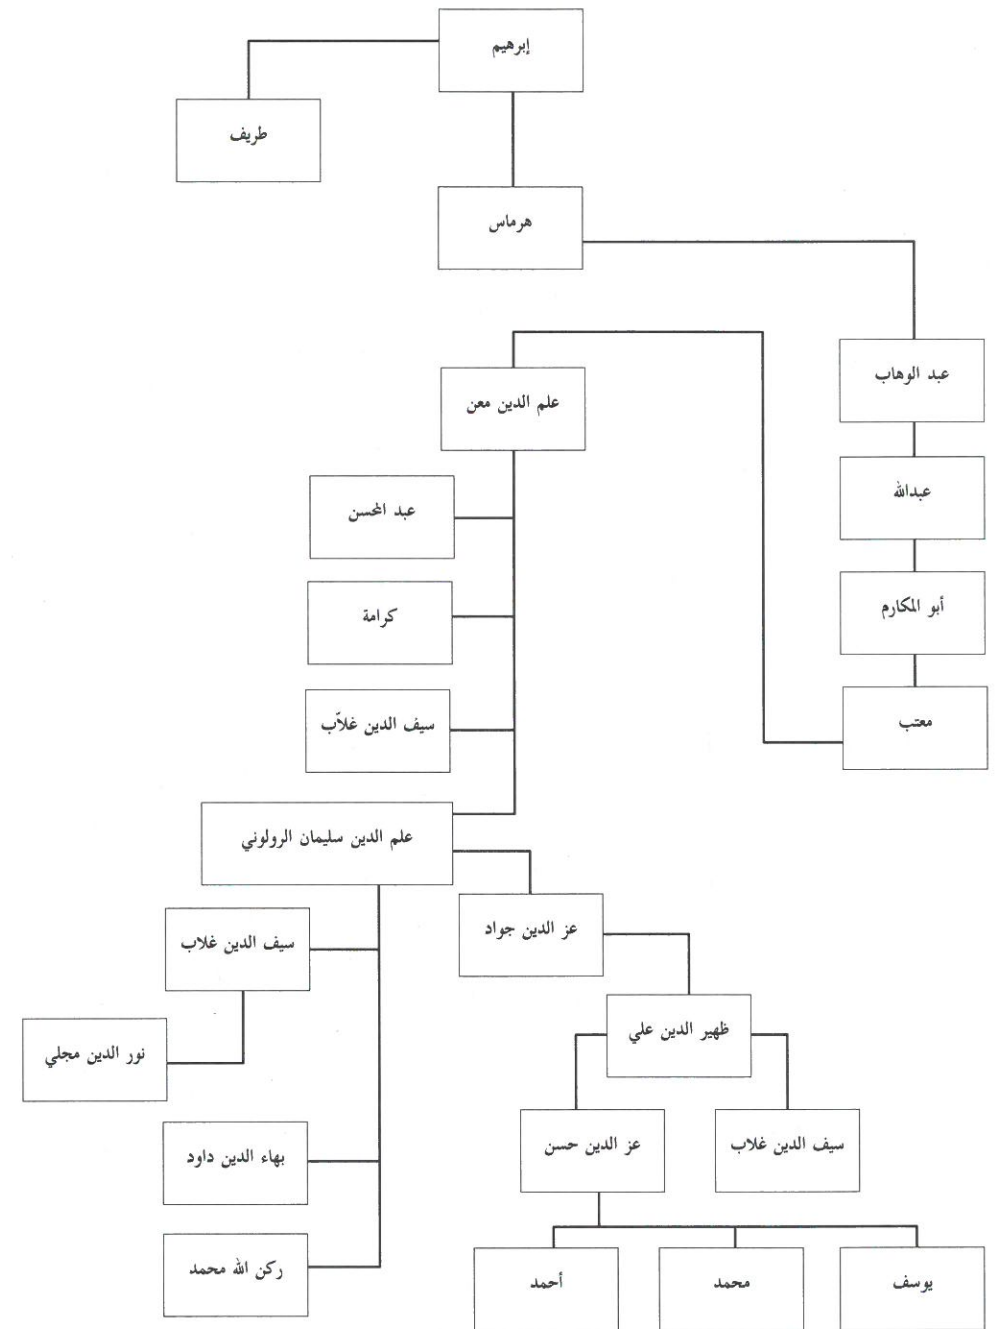 إبرهيم
طريف
هرماس
عبد الوهاب
علم الدين معن
عبدالله
عبد المحسن
أبو المكارم
كرامة
معتب
سيف الدين غلاّب
علم الدين سليمان الرولوني
عز الدين جواد
سيف الدين غلاب
ظهير الدين علي
نور الدين مجلي
سيف الدين غلاب
عز الدين حسن
بهاء الدين داود
ركن الله محمد
يوسف
محمد
أحمد